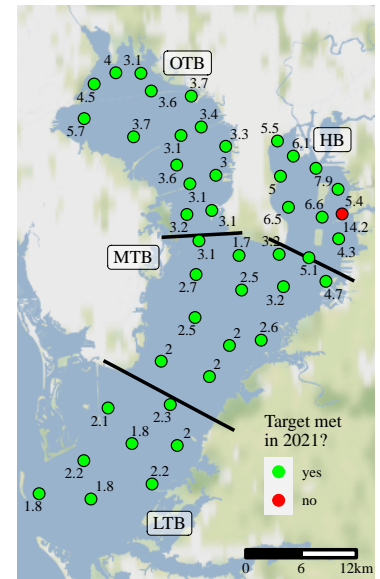 4 3.1 OTB
4.5 3.6 3.7
5.7 3.7 3.1 3.4
3.3 5.5 6.1 HB
3.6 3 5 7.9
3.1 5.4
3.2 3.1 6.5 6.6 14.2
MTB 3.1 1.7 3.2 4.3
5.1
2.7 2.5 3.2 4.7
2.5
2 2 2.6
2
2.1 2.3
Target met
in 2021?
1.8 2
2.2 yes
1.8 1.8 2.2 no
LTB
0 6 12km